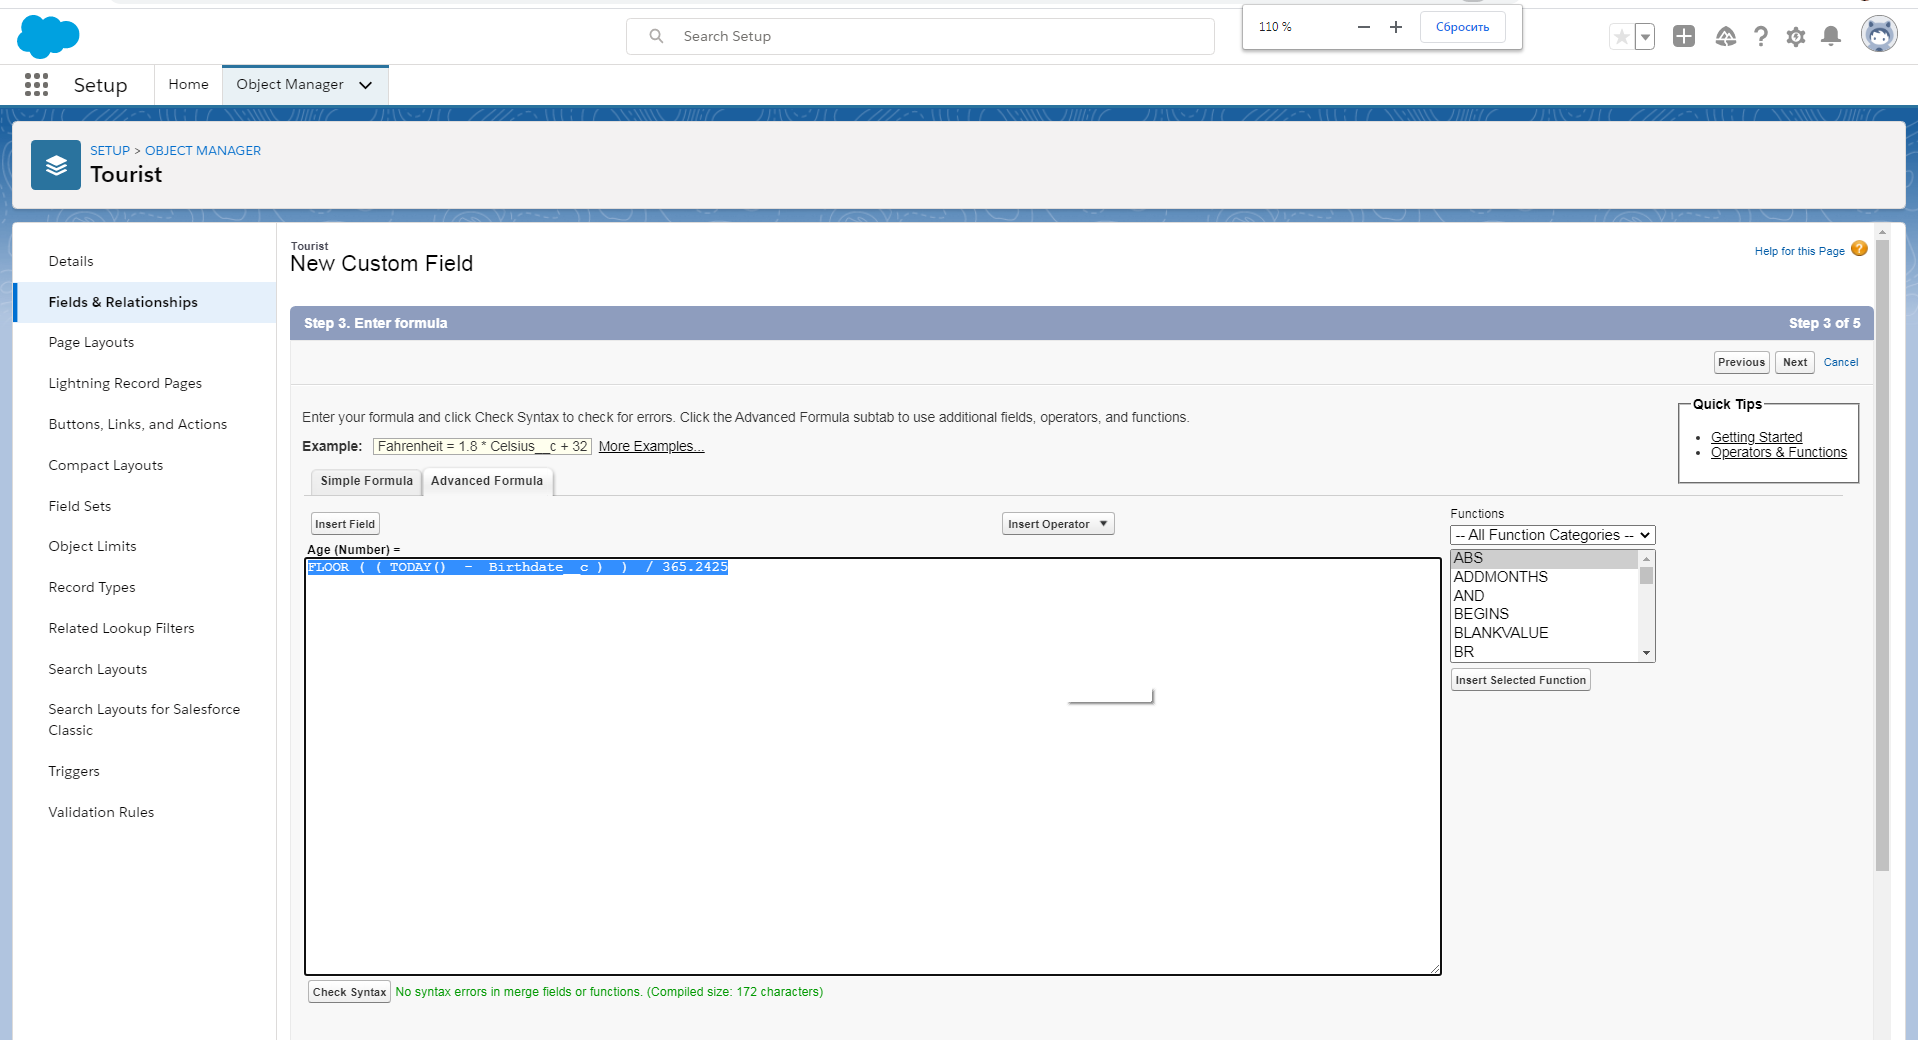 Search Setup
110 %
Сбросить
Setup
Home
Object Manager
SETUP > OBJECT MANAGER
Tourist
Details
Fields & Relationships
Page Layouts
Lightning Record Pages
Buttons, Links, and Actions
Compact Layouts
Field Sets
Object Limits
Record Types
Related Lookup Filters
Search Layouts
Search Layouts for Salesforce
Classic
Triggers
Validation Rules
Tourist
New Custom Field
Help for this Page
Step 3. Enter formula
Step 3 of 5
Previous
Next
Cancel
Enter your formula and click Check Syntax to check for errors. Click the Advanced Formula subtab to use additional fields, operators, and functions.
Example: Fahrenheit = 1.8 * Celsius__c + 32 More Examples...
Quick Tips
Getting Started
Operators & Functions
Simple Formula
Advanced Formula
Insert Field
Insert Operator
Age (Number) =
FLOOR ( ( TODAY() - Birthdate__c ) ) / 365.2425
Functions
-- All Function Categories --
ABS
ADDMONTHS
AND
BEGINS
BLANKVALUE
BR
Insert Selected Function
Check Syntax
No syntax errors in merge fields or functions. (Compiled size: 172 characters)